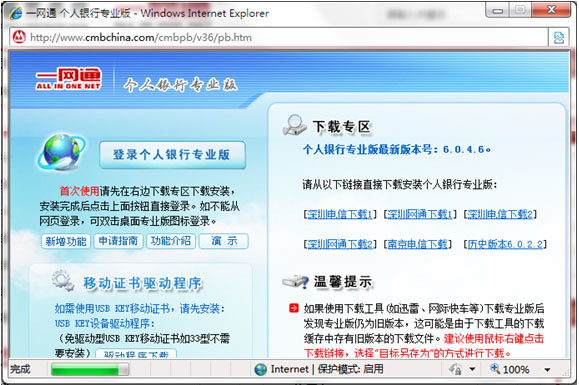 一网通 个人银行专业版 - Windows Internet Explorer
http://www.cmbchina.com/cmbpb/v36/pb.htm
一网通
ALL IN ONE NET
个人银行专业版
登录个人银行专业版
首次使用请先在右边下载专区下载安装，
安装完成后点击上面按钮直接登录。如不能从
网页登录，可双击桌面专业版图标登录。
新增功能 申请指南 功能介绍 演 示
移动证书驱动程序
如需使用USB KEY移动证书，请先安装：
USB KEY设备驱动程序：
（免驱动型USB KEY移动证书如33型不需
要安装） 驱动程序下载
下载专区
个人银行专业版最新版本号：6.0.4.6。
请从以下链接直接下载安装个人银行专业版：
[深圳电信下载1] [深圳网通下载1] [深圳电信下载2]
[深圳网通下载2] [南京电信下载] [历史版本6.0.2.2]
温馨提示
如果使用下载工具(如迅雷、网际快车等)下载专业版后
发现专业版仍为旧版本，这可能是由于下载工具的下载
缓存中存有旧版本的下载文件。建议使用鼠标右键点击
下载链接，选择“目标另存为”的方式进行下载。
完成 Internet | 保护模式: 启用 100%